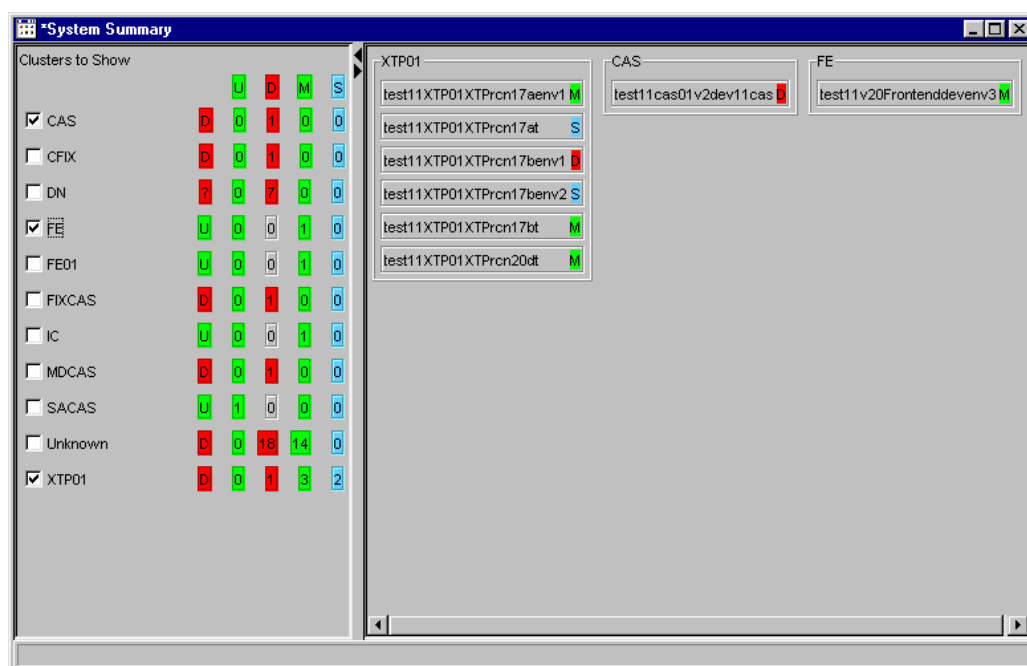 *System Summary
Clusters to Show
U D M S
CAS D 0 1 0 0
CFIX D 0 1 0 0
DN ? 0 7 0 0
FE U 0 0 1 0
FE01 U 0 0 1 0
FIXCAS D 0 1 0 0
IC U 0 0 1 0
MDCAS D 0 1 0 0
SACAS U 1 0 0 0
Unknown D 0 18 14 0
XTP01 D 0 1 3 2
XTP01
test11XTP01XTPrcn17aenv1 M
test11XTP01XTPrcn17at S
test11XTP01XTPrcn17benv1 D
test11XTP01XTPrcn17benv2 S
test11XTP01XTPrcn17bt M
test11XTP01XTPrcn20dt M
CAS
test11cas01v2dev11cas D
FE
test11v20Frontenddevenv3 M